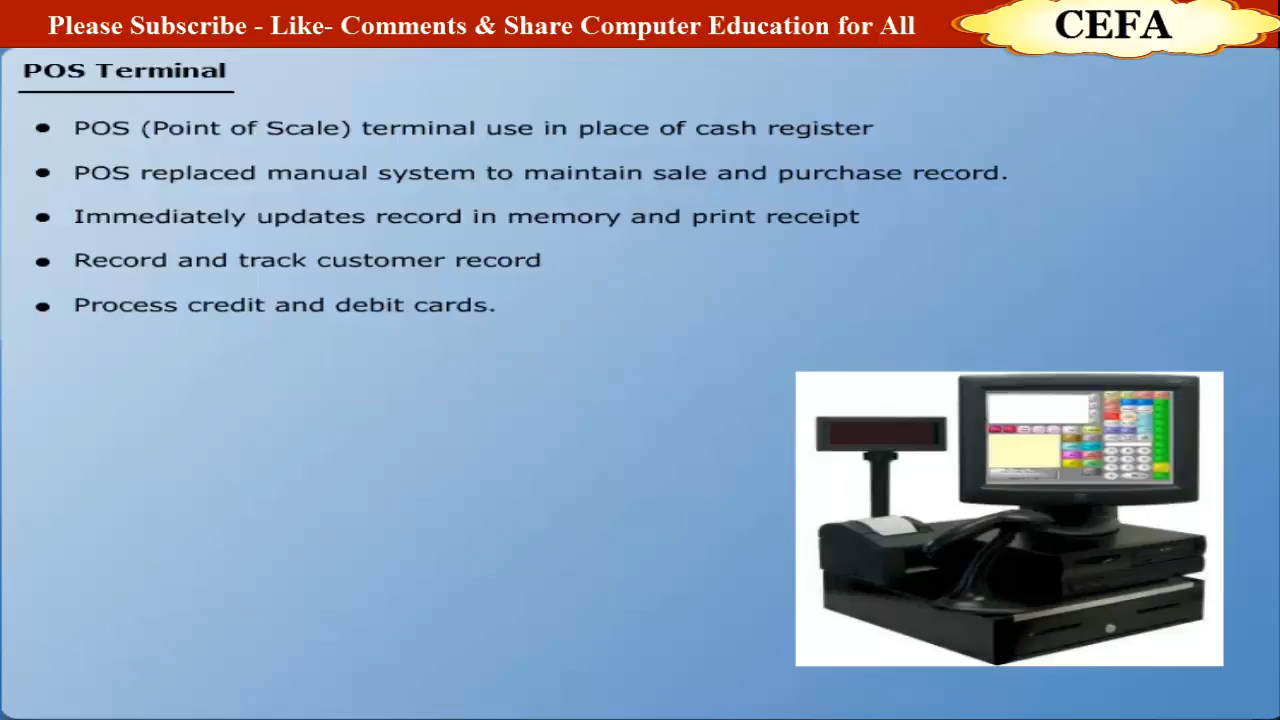 Please Subscribe - Like- Comments & Share Computer Education for All
CEFA
POS Terminal
● POS (Point of Scale) terminal use in place of cash register
● POS replaced manual system to maintain sale and purchase record.
● Immediately updates record in memory and print receipt
● Record and track customer record
● Process credit and debit cards.